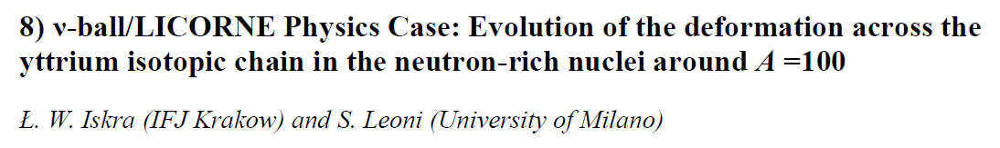 8) ν-ball/LICORNE Physics Case: Evolution of the deformation across the
yttrium isotopic chain in the neutron-rich nuclei around A =100
Ł. W. Iskra (IFJ Krakow) and S. Leoni (University of Milano)